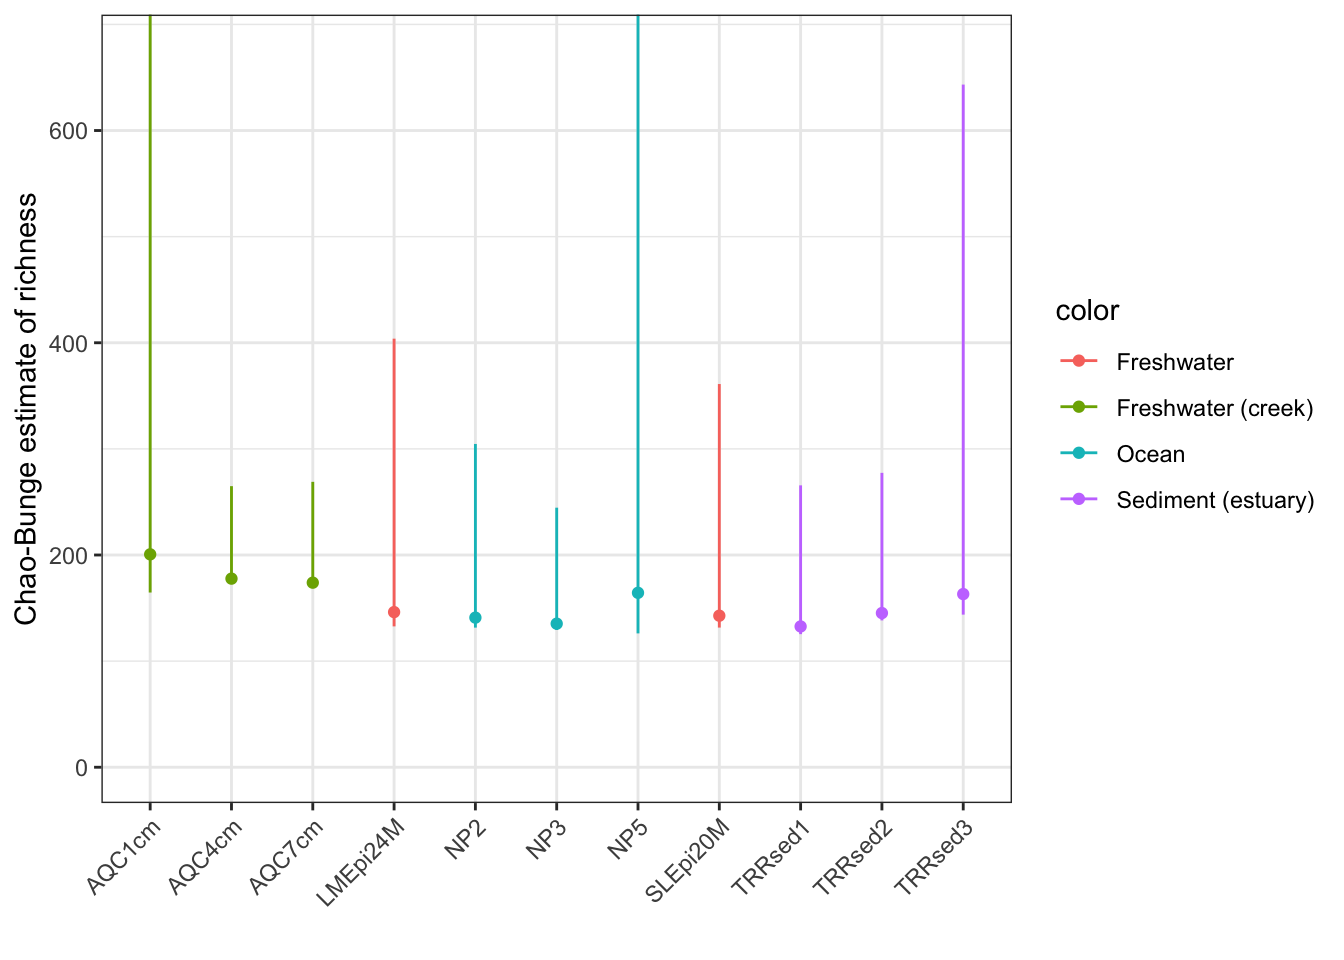 Chao-Bunge estimate of richness
600
400
200
0
AQC1cm
AQC4cm
AQC7cm
LMEpi24M
NP2
NP3
NP5
SLEpi20M
TRRsed1
TRRsed2
TRRsed3
color
Freshwater
Freshwater (creek)
Ocean
Sediment (estuary)